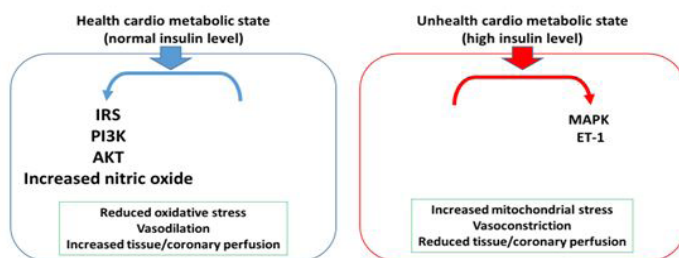 Health cardio metabolic state
(normal insulin level)
IRS
PI3K
AKT
Increased nitric oxide
Reduced oxidative stress
Vasodilation
Increased tissue/coronary perfusion
Unhealth cardio metabolic state
(high insulin level)
MAPK
ET-1
Increased mitochondrial stress
Vasoconstriction
Reduced tissue/coronary perfusion